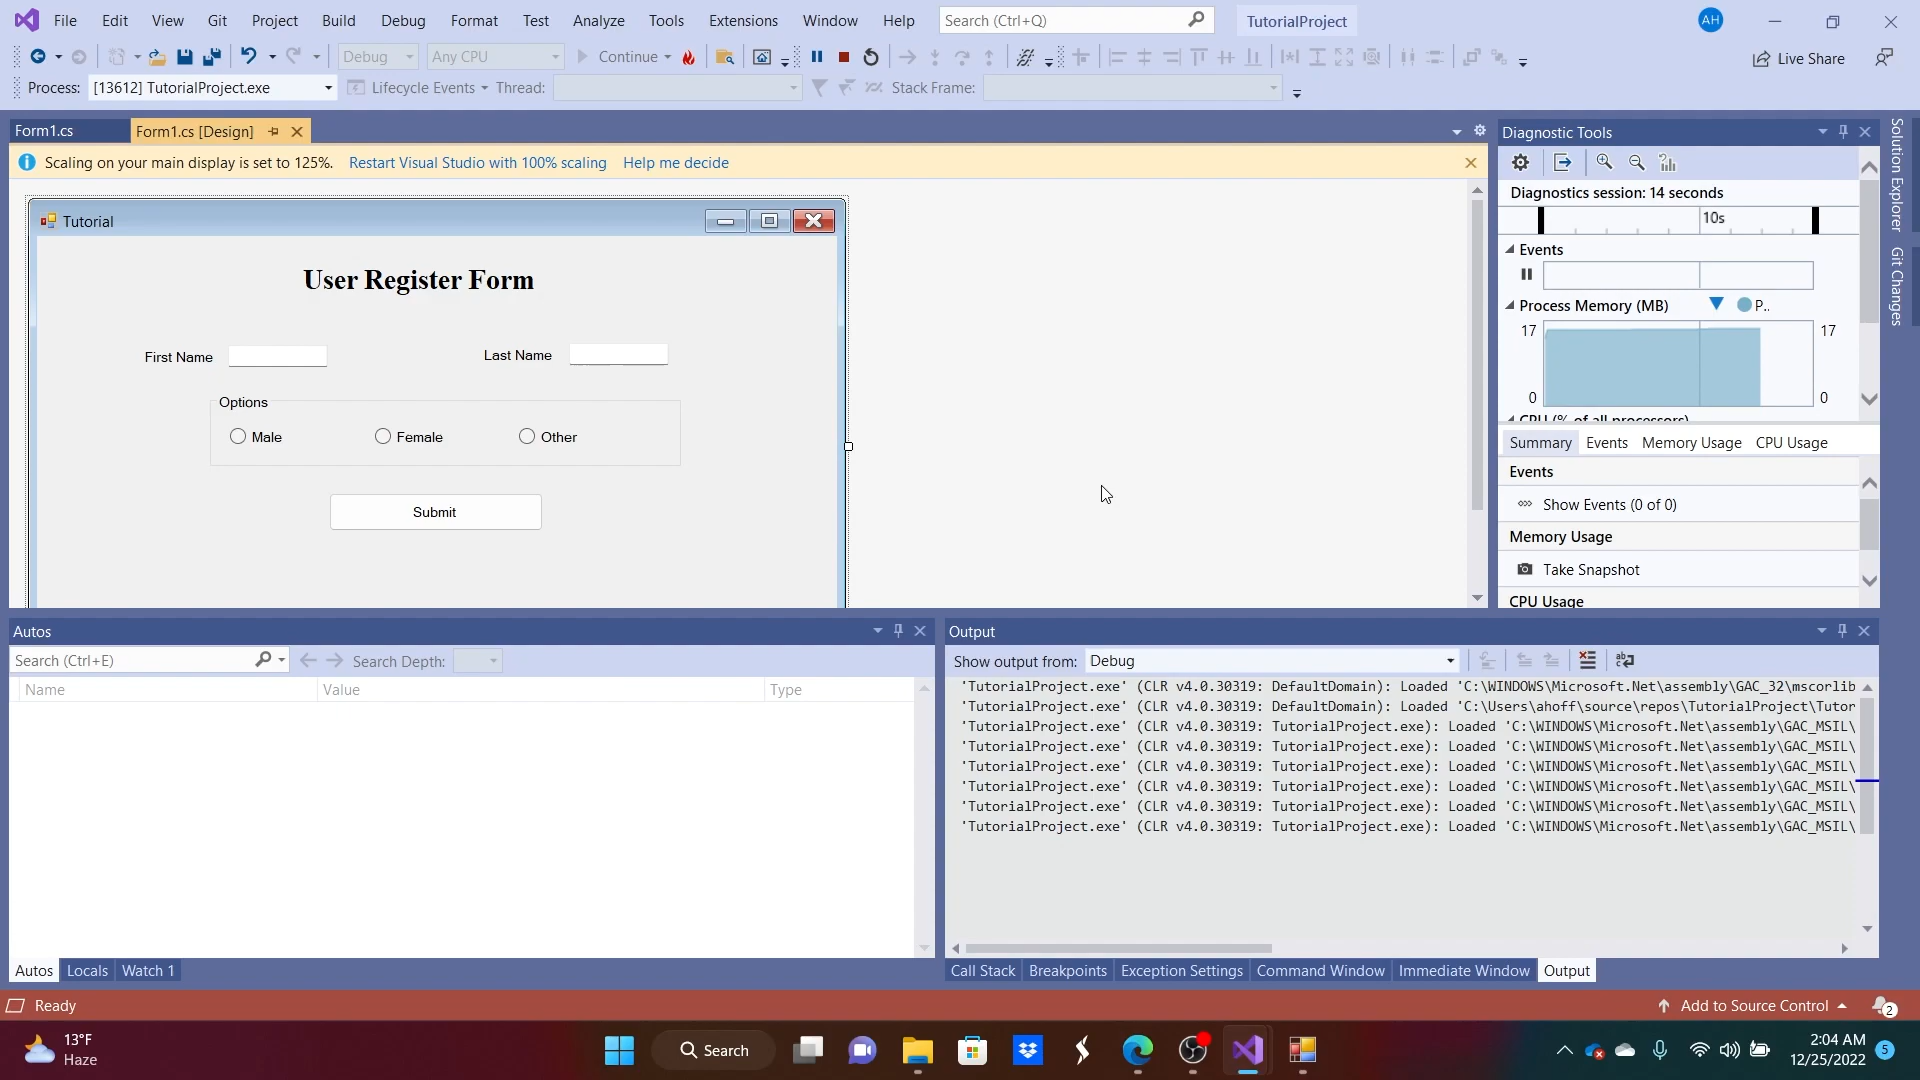 File Edit View Git Project Build Debug Format Test Analyze Tools Extensions Window Help Search (Ctrl+Q) TutorialProject AH
Debug Any CPU Continue Live Share
Process: [13612] TutorialProject.exe Lifecycle Events Thread: Stack Frame:
Form1.cs Form1.cs [Design]
Scaling on your main display is set to 125%. Restart Visual Studio with 100% scaling Help me decide
Tutorial
User Register Form
First Name Last Name
Options
Male Female Other
Submit
Diagnostic Tools
Diagnostics session: 14 seconds
10s
Events
Process Memory (MB) P..
17 17
0 0
CPU (% of all processors)
Summary Events Memory Usage CPU Usage
Events
Show Events (0 of 0)
Memory Usage
Take Snapshot
CPU Usage
Solution Explorer
Git Changes
Autos
Search (Ctrl+E) Search Depth:
Name Value Type
Autos Locals Watch 1
Output
Show output from: Debug
'TutorialProject.exe' (CLR v4.0.30319: DefaultDomain): Loaded 'C:\WINDOWS\Microsoft.Net\assembly\GAC_32\mscorlib
'TutorialProject.exe' (CLR v4.0.30319: DefaultDomain): Loaded 'C:\Users\ahoff\source\repos\TutorialProject\Tutor
'TutorialProject.exe' (CLR v4.0.30319: TutorialProject.exe): Loaded 'C:\WINDOWS\Microsoft.Net\assembly\GAC_MSIL\
'TutorialProject.exe' (CLR v4.0.30319: TutorialProject.exe): Loaded 'C:\WINDOWS\Microsoft.Net\assembly\GAC_MSIL\
'TutorialProject.exe' (CLR v4.0.30319: TutorialProject.exe): Loaded 'C:\WINDOWS\Microsoft.Net\assembly\GAC_MSIL\
'TutorialProject.exe' (CLR v4.0.30319: TutorialProject.exe): Loaded 'C:\WINDOWS\Microsoft.Net\assembly\GAC_MSIL\
'TutorialProject.exe' (CLR v4.0.30319: TutorialProject.exe): Loaded 'C:\WINDOWS\Microsoft.Net\assembly\GAC_MSIL\
'TutorialProject.exe' (CLR v4.0.30319: TutorialProject.exe): Loaded 'C:\WINDOWS\Microsoft.Net\assembly\GAC_MSIL\
Call Stack Breakpoints Exception Settings Command Window Immediate Window Output
Ready Add to Source Control 2
13°F
Haze
Search
2:04 AM
12/25/2022 5